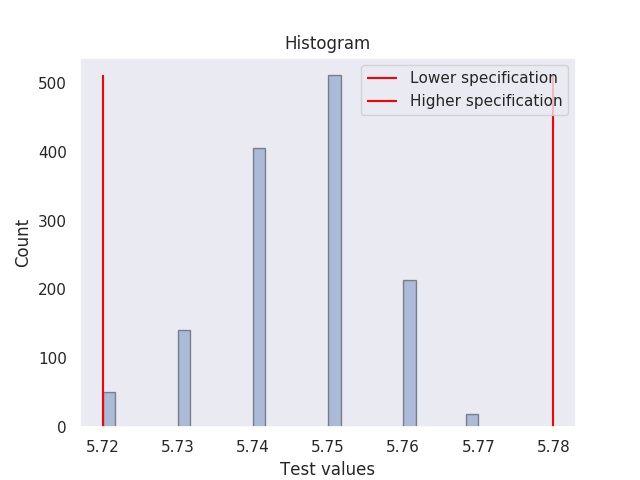 Histogram
Lower specification
Higher specification
500
400
300
200
100
0
Count
5.72 5.73 5.74 5.75 5.76 5.77 5.78
Test values